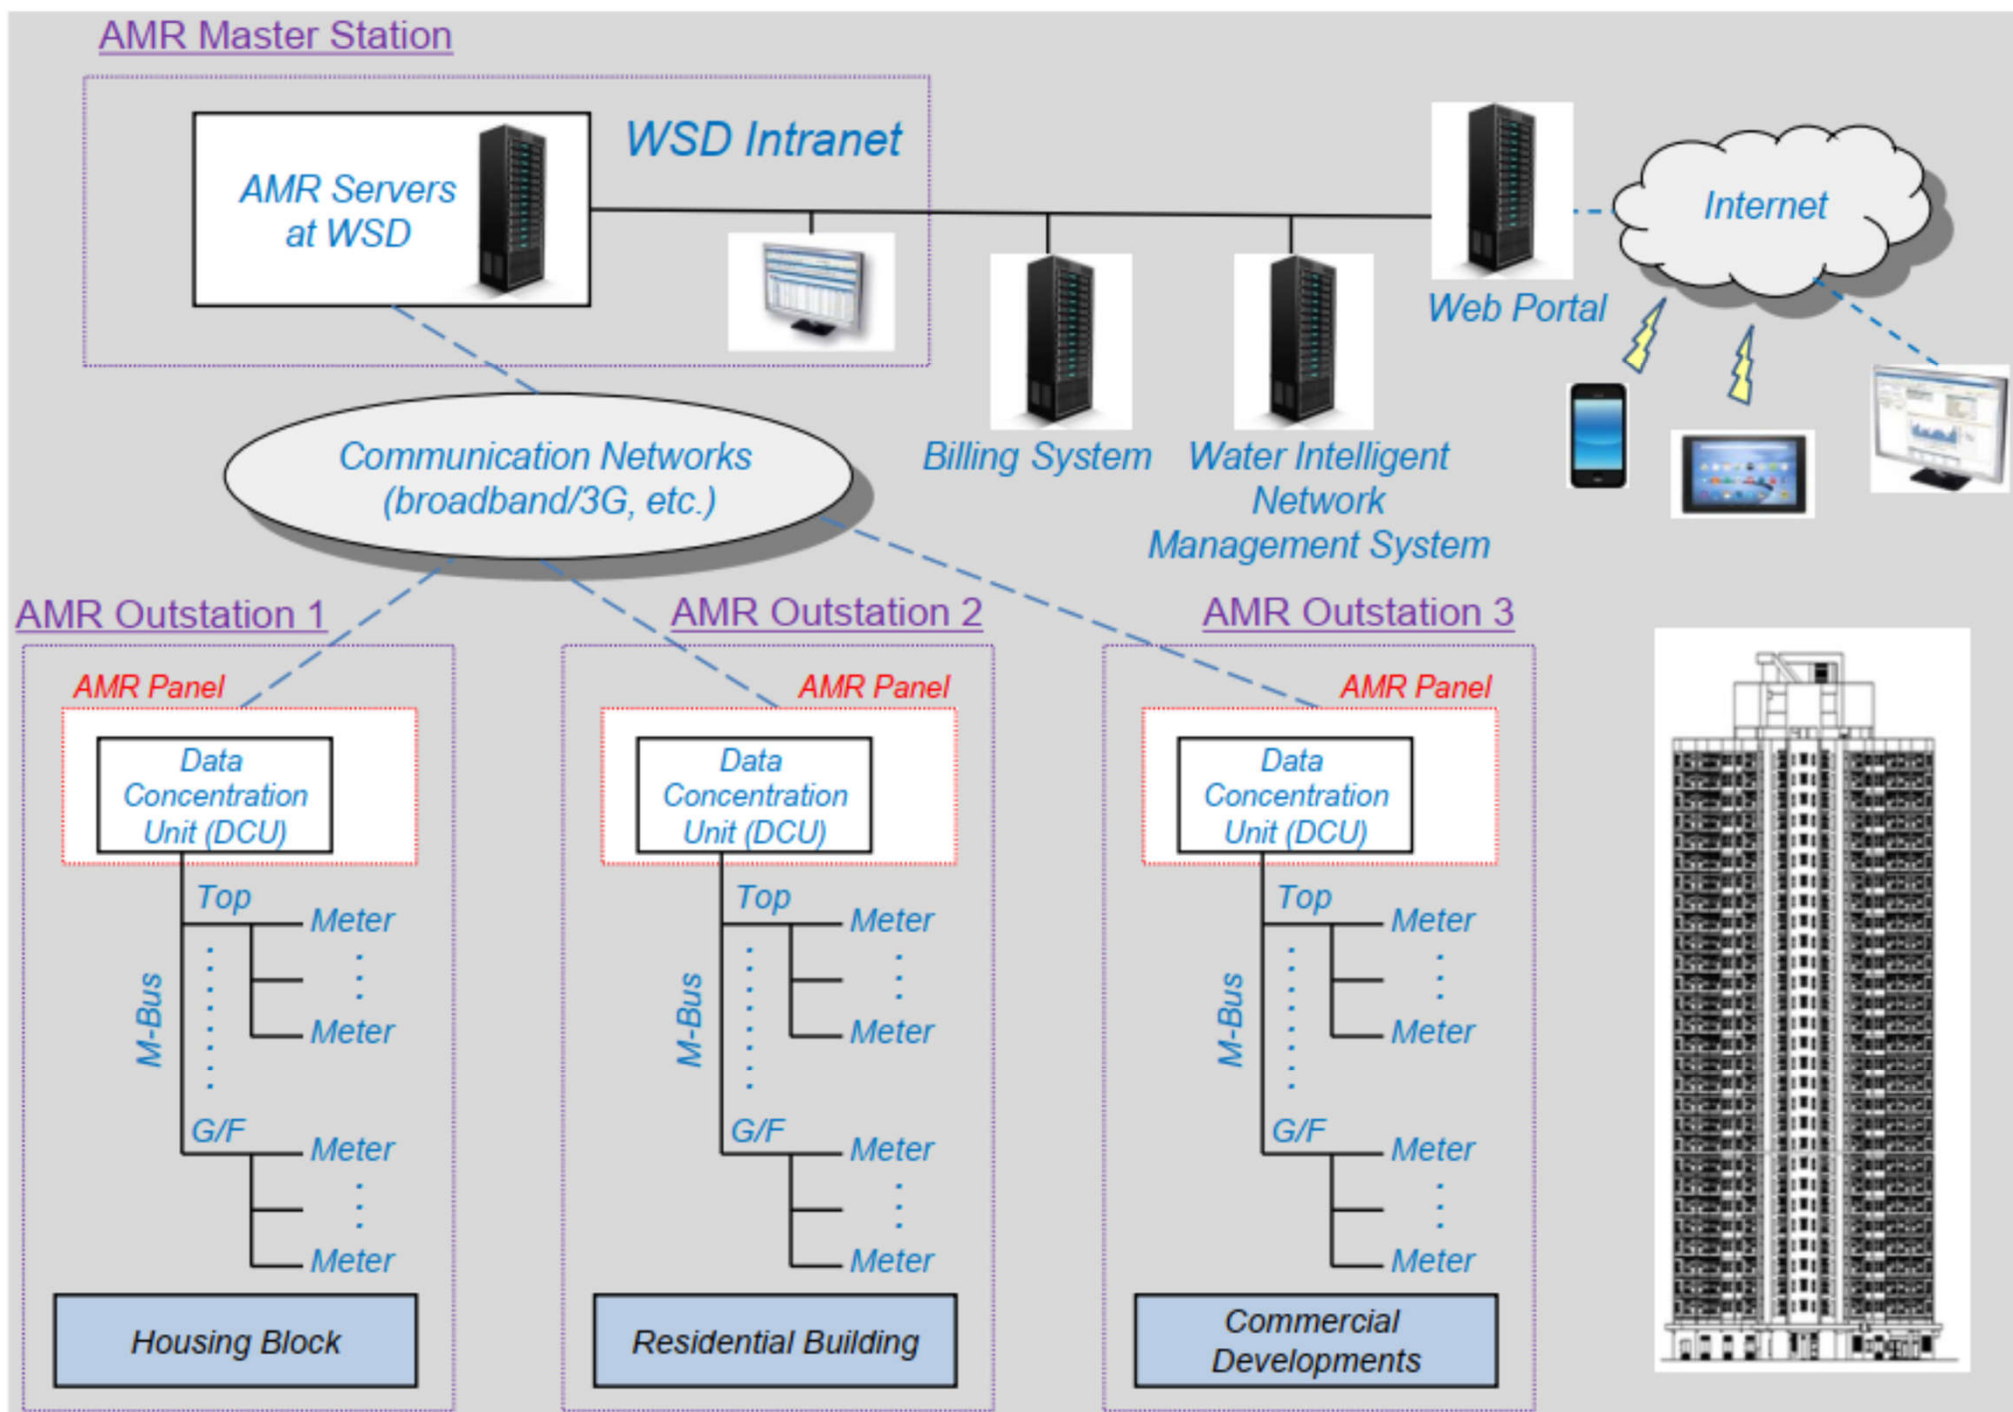 AMR Master Station
WSD Intranet
AMR Servers
at WSD
Internet
Web Portal
Billing System
Water Intelligent
Network
Management System
Communication Networks
(broadband/3G, etc.)
AMR Outstation 1
AMR Panel
Data
Concentration
Unit (DCU)
Top
Meter
M-Bus
Meter
G/F
Meter
Meter
Housing Block
AMR Outstation 2
AMR Panel
Data
Concentration
Unit (DCU)
Top
Meter
M-Bus
Meter
G/F
Meter
Meter
Residential Building
AMR Outstation 3
AMR Panel
Data
Concentration
Unit (DCU)
Top
Meter
M-Bus
Meter
G/F
Meter
Meter
Commercial
Developments